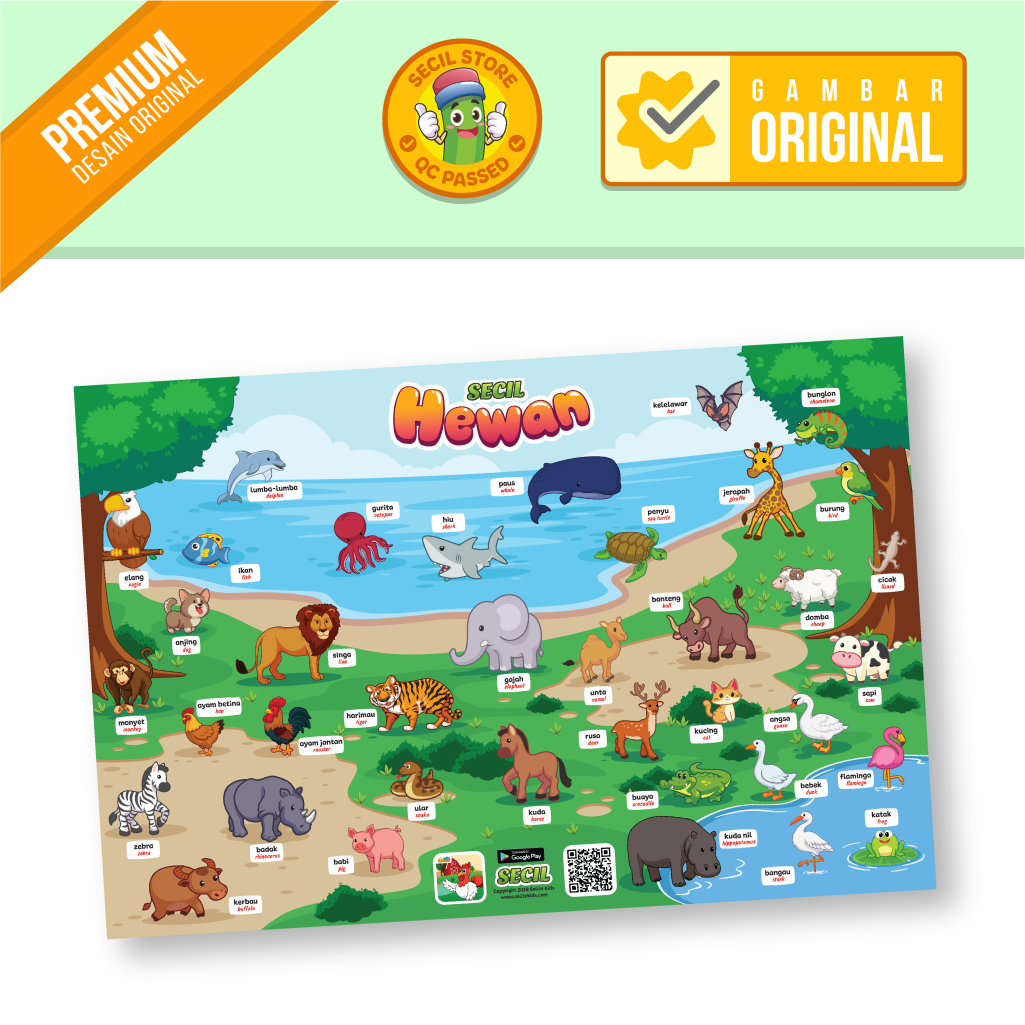 PREMIUM
DESAIN ORIGINAL
SECIL STORE
QC PASSED
GAMBAR
ORIGINAL
SECIL
Hewan
kelelawar
bat
bunglon
chameleon
lumba-lumba
dolphin
paus
whale
jerapah
giraffe
burung
bird
gurita
octopus
hiu
shark
penyu
sea turtle
elang
eagle
ikan
fish
cicak
lizard
anjing
dog
singa
lion
gajah
elephant
banteng
bull
domba
sheep
unta
camel
sapi
cow
monyet
monkey
ayam betina
hen
ayam jantan
rooster
harimau
tiger
rusa
deer
kucing
cat
angsa
goose
flamingo
flamingo
bebek
duck
ular
snake
kuda
horse
buaya
crocodile
zebra
zebra
badak
rhinoceros
babi
pig
kuda nil
hippopotamus
katak
frog
bangau
stork
kerbau
buffalo
Google Play
SECIL
Copyright 2018 Secila Kids
www.secilakids.com